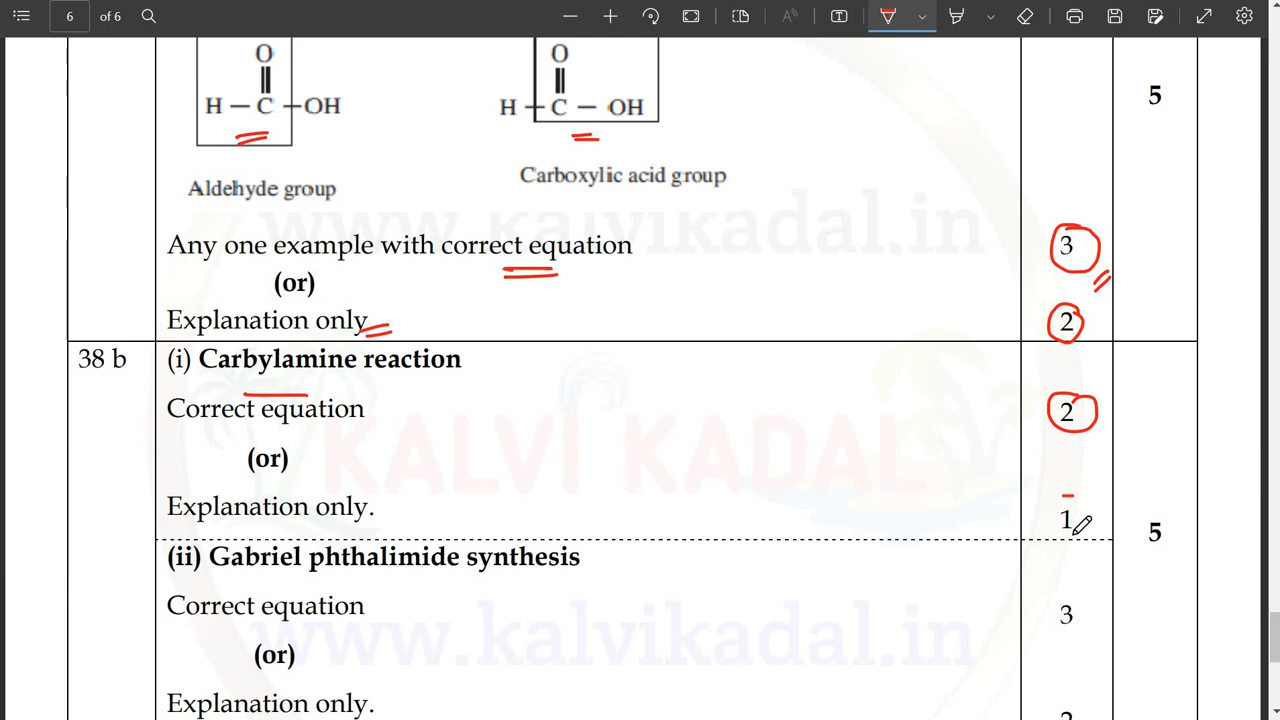 6 of 6
O
O
H — C — OH
H — C — OH
5
Aldehyde group
Carboxylic acid group
www.kalvikadal.in
Any one example with correct equation 3
(or)
Explanation only 2
38 b (i) Carbylamine reaction
Correct equation 2
(or)
KALVI KADAL
Explanation only. 1
5
(ii) Gabriel phthalimide synthesis
Correct equation 3
www.kalvikadal.in
(or)
Explanation only.